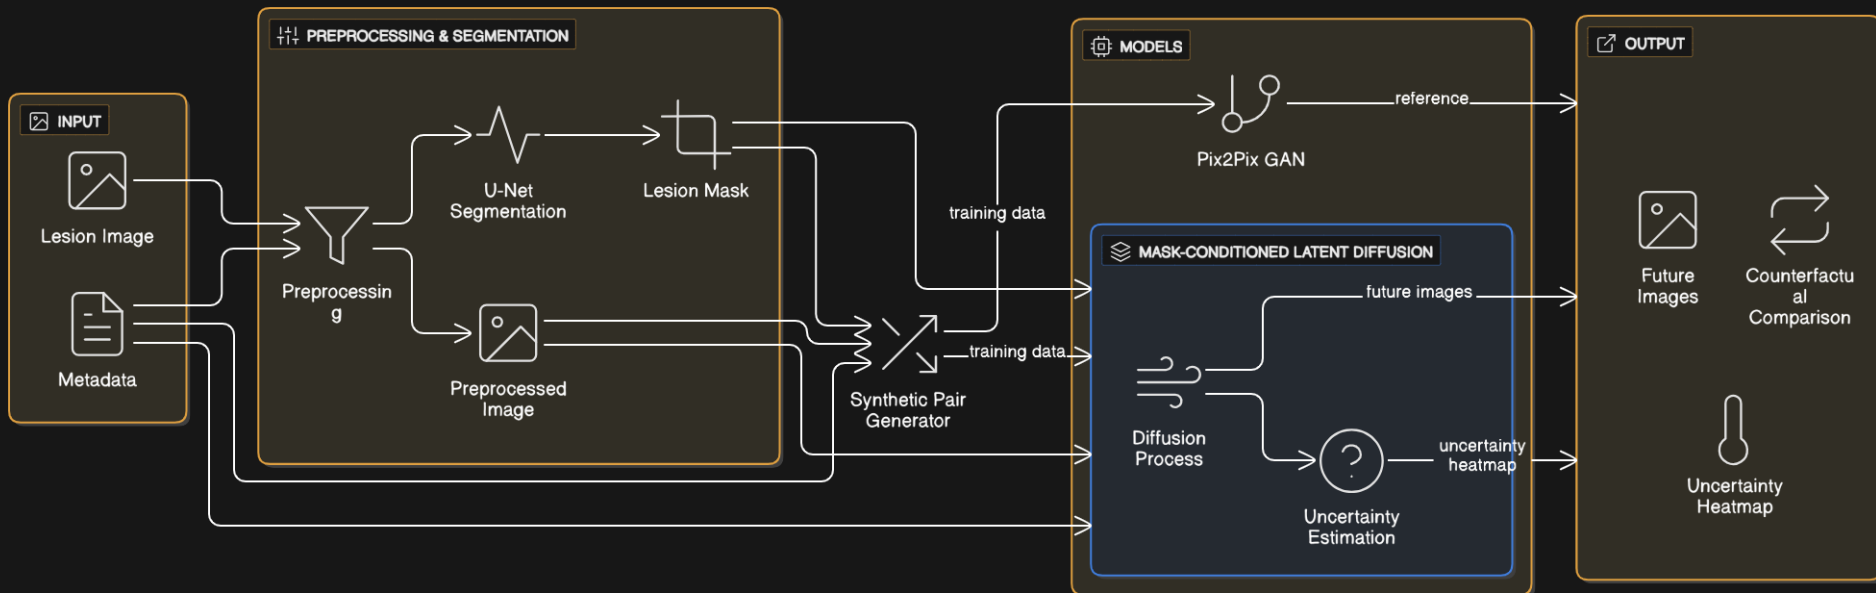 INPUT
Lesion Image
Metadata
PREPROCESSING & SEGMENTATION
Preprocessin
g
U-Net
Segmentation
Lesion Mask
Preprocessed
Image
Synthetic Pair
Generator
training data
training data
MODELS
Pix2Pix GAN
reference
MASK-CONDITIONED LATENT DIFFUSION
future images
Diffusion
Process
Uncertainty
Estimation
uncertainty
heatmap
OUTPUT
Future
Images
Counterfactu
al
Comparison
Uncertainty
Heatmap